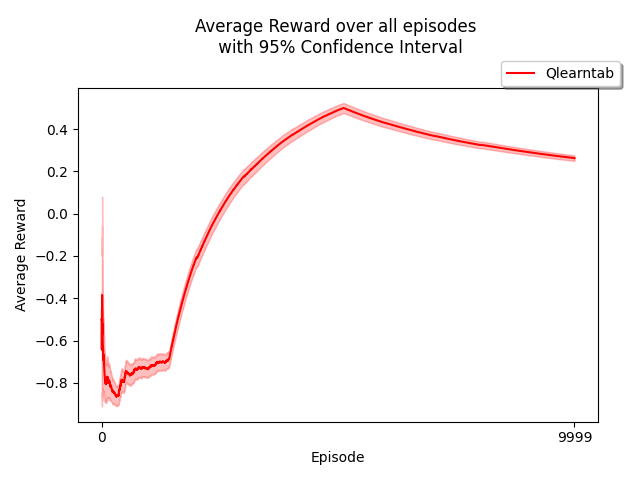 Average Reward over all episodes
with 95% Confidence Interval
Qlearntab
0.4
0.2
0.0
−0.2
−0.4
−0.6
−0.8
Average Reward
0
9999
Episode